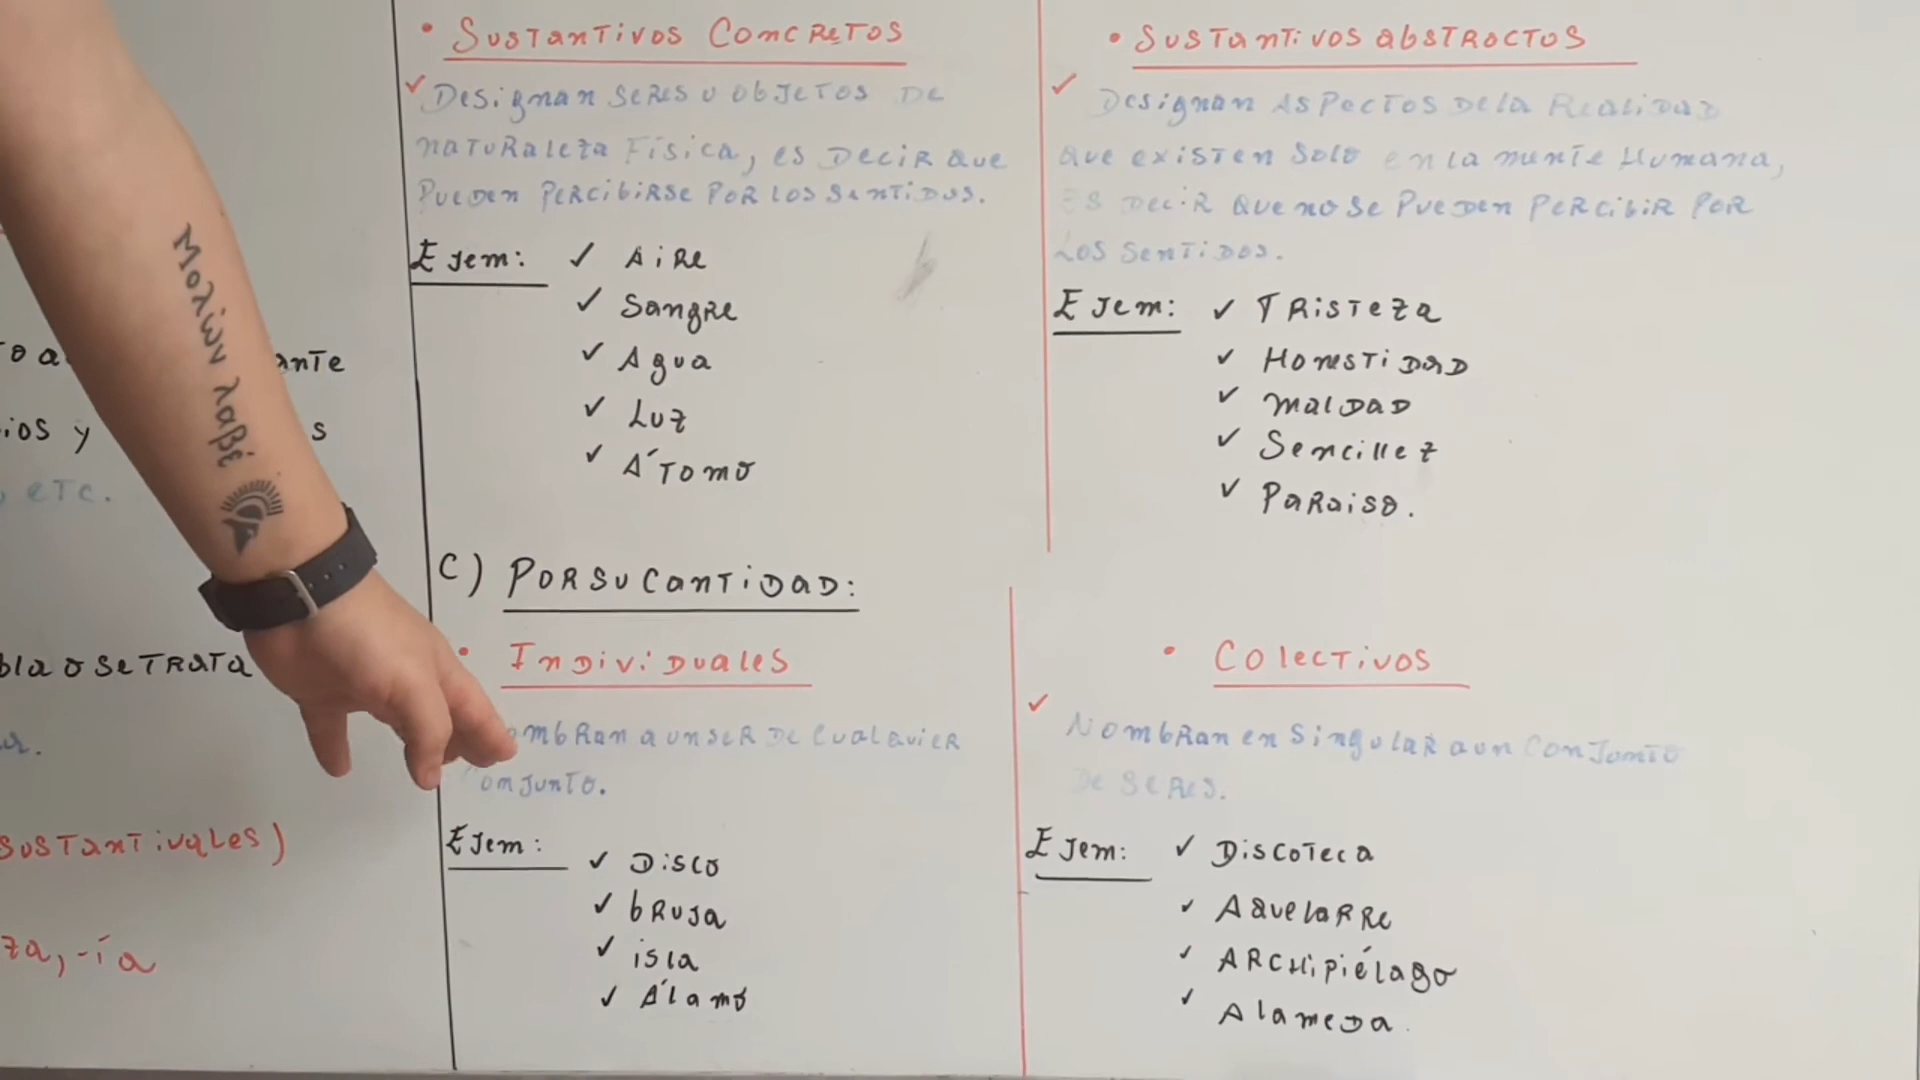 • Sustantivos Concretos
✓ Designan seres u objetos de
naturaleza física, es decir que
pueden percibirse por los sentidos.
Ejem: ✓ Aire
✓ Sangre
✓ Agua
✓ Luz
✓ Átomo
• Sustantivos abstractos
✓ Designan aspectos de la realidad
que existen solo en la mente humana,
es decir que no se pueden percibir por
los sentidos.
Ejem: ✓ Tristeza
✓ Honestidad
✓ maldad
✓ Sencillez
✓ Paraiso.
C) Por su cantidad:
• Individuales
ombran a un ser de cualquier
conjunto.
Ejem: ✓ Disco
✓ bruja
✓ isla
✓ Álamo
• Colectivos
✓ Nombran en singular a un conjunto
de seres.
Ejem: ✓ Discoteca
✓ Aquelarre
✓ Archipiélago
✓ Alameda.
ios y s
, etc.
bla o se trata
sustantivales)
za, -ía
Μολὼν λαβέ